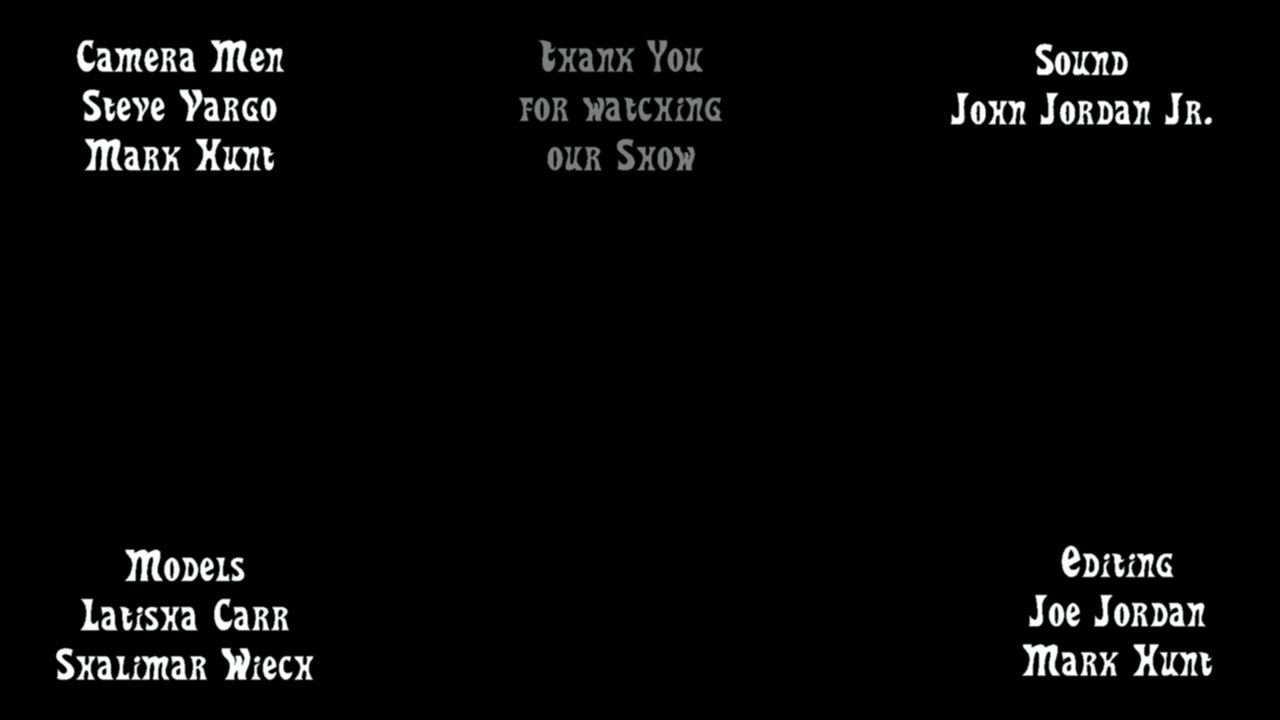 Camera Men
Steve Vargo
Mark Hunt
Thank You
for watching
our Show
Sound
John Jordan Jr.
Models
Latisha Carr
Shalimar Wiech
Editing
Joe Jordan
Mark Hunt